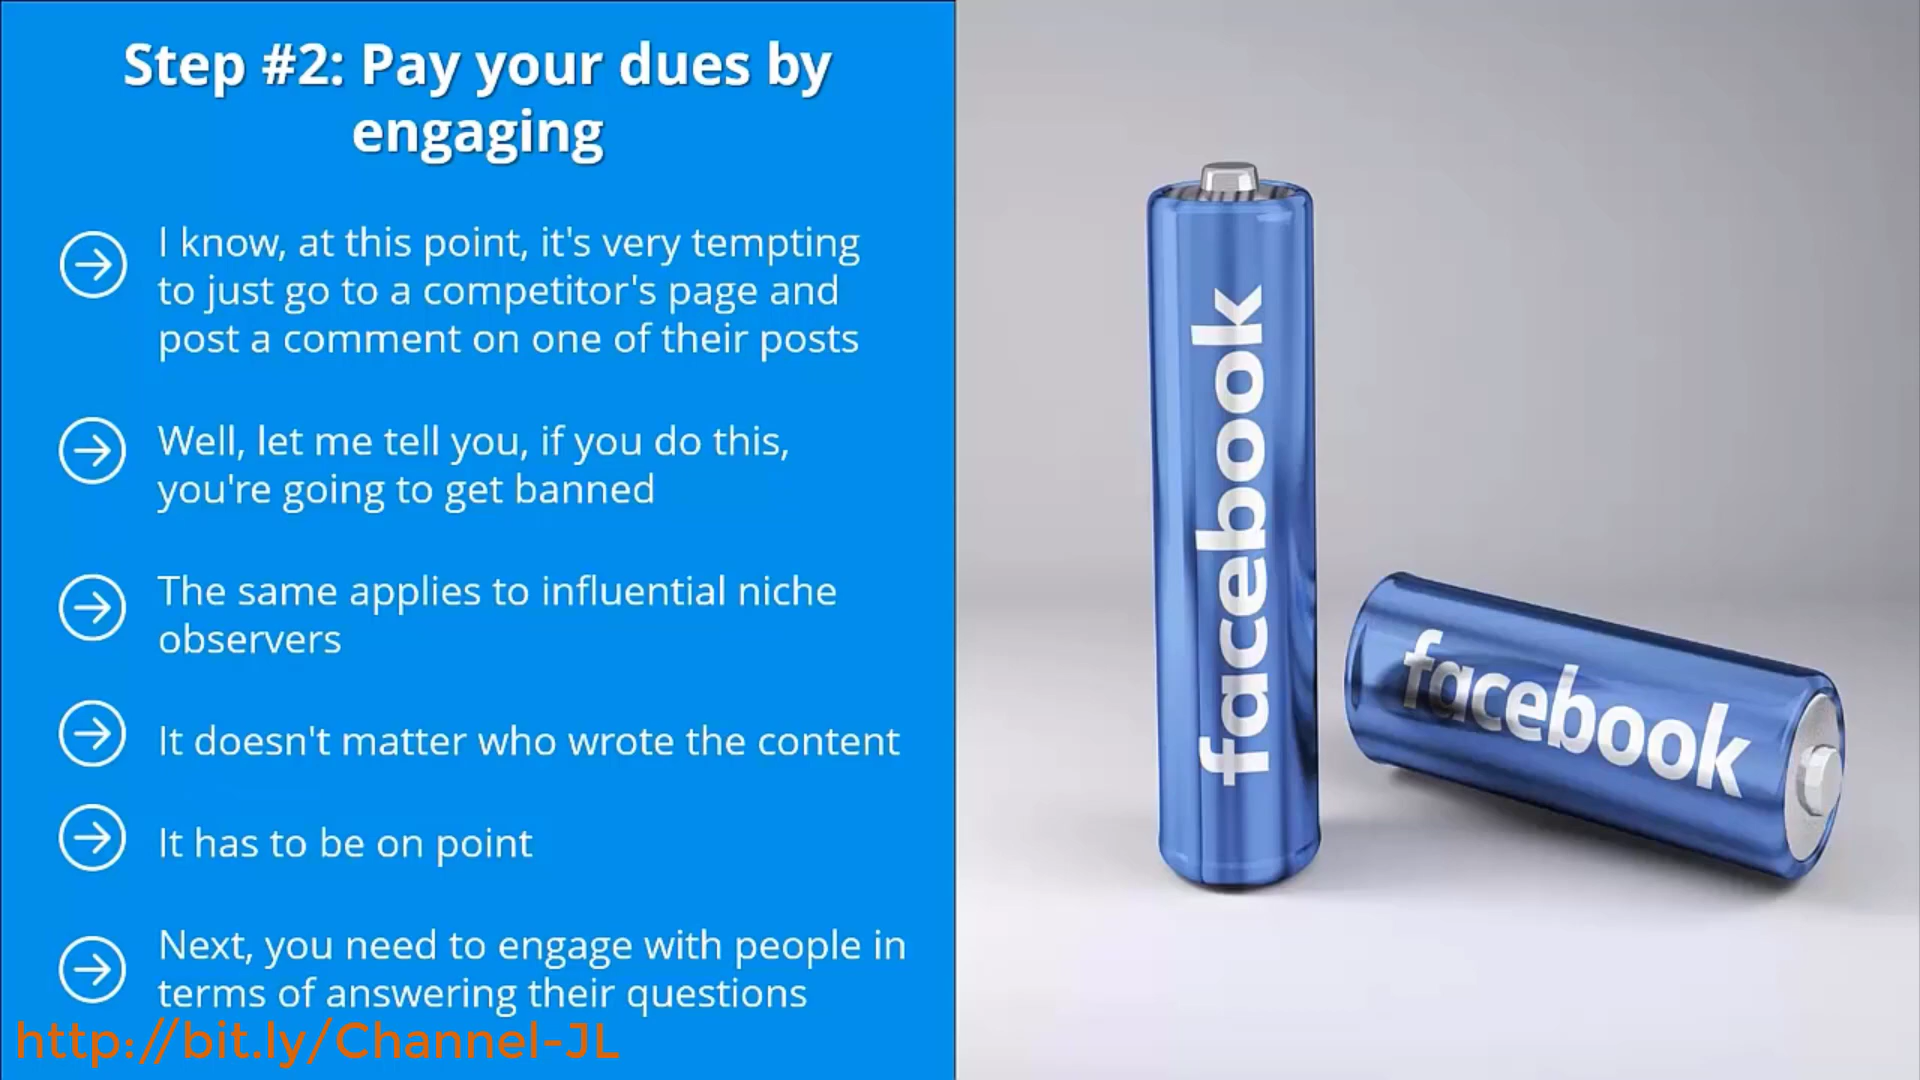 Step #2: Pay your dues by
engaging
I know, at this point, it's very tempting
to just go to a competitor's page and
post a comment on one of their posts
Well, let me tell you, if you do this,
you're going to get banned
The same applies to influential niche
observers
It doesn't matter who wrote the content
It has to be on point
Next, you need to engage with people in
terms of answering their questions
http://bit.ly/Channel-JL
facebook
facebook